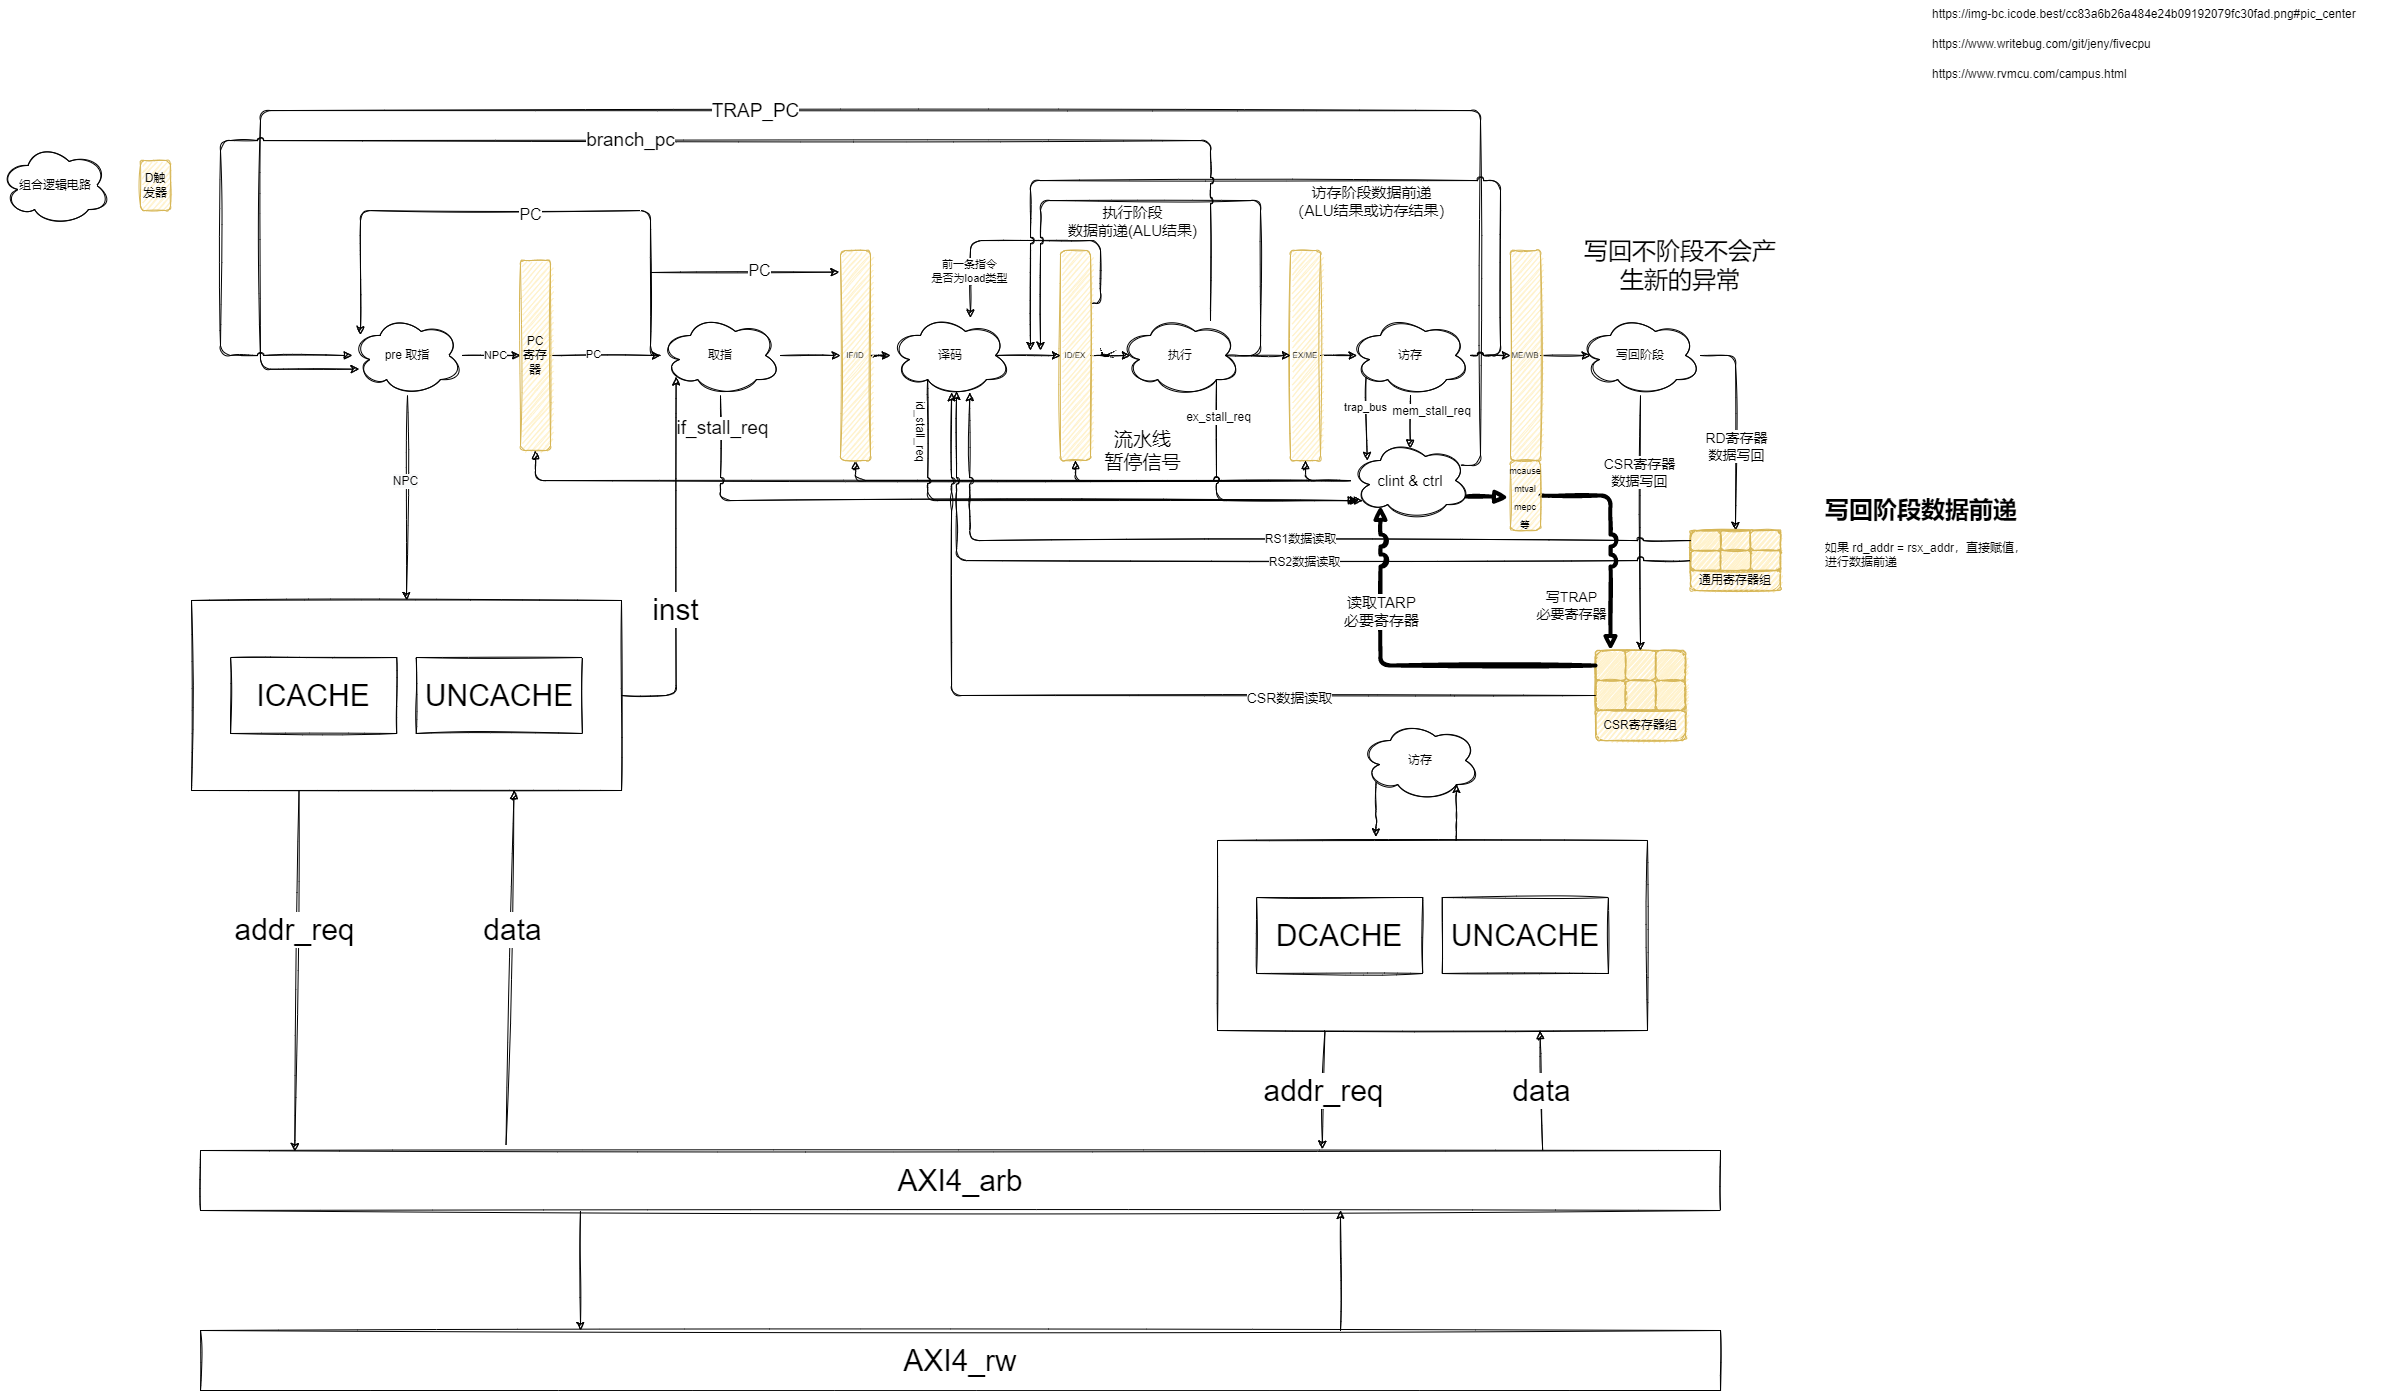 https://img-bc.icode.best/cc83a6b26a484e24b09192079fc30fad.png#pic_center
https://www.writebug.com/git/jeny/fivecpu
https://www.rvmcu.com/campus.html
TRAP_PC
branch_pc
组合逻辑电路
D触
发器
PC
访存阶段数据前递
(ALU结果或访存结果)
执行阶段
数据前递(ALU结果)
前一条指令
是否为load类型
PC
写回不阶段不会产
生新的异常
pre 取指
NPC
PC
寄存
器
PC
取指
IF/ID
译码
ID/EX
执行
EX/ME
访存
ME/WB
写回阶段
if_stall_req
id_stall_req
流水线
暂停信号
ex_stall_req
trap_bus
mem_stall_req
clint & ctrl
mcause
mtval
mepc
等
CSR寄存器
数据写回
RD寄存器
数据写回
NPC
写回阶段数据前递
如果 rd_addr = rsx_addr，直接赋值，
进行数据前递
RS1数据读取
RS2数据读取
通用寄存器组
inst
读取TARP
必要寄存器
写TRAP
必要寄存器
ICACHE
UNCACHE
CSR数据读取
CSR寄存器组
访存
addr_req
data
DCACHE
UNCACHE
addr_req
data
AXI4_arb
AXI4_rw